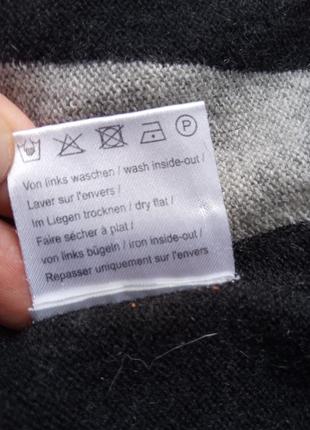 P
Von links waschen / wash inside-out /
Laver sur l'envers /
Im Liegen trocknen / dry flat /
Faire sécher à plat /
von links bügeln / iron inside-out /
Repasser uniquement sur l'envers